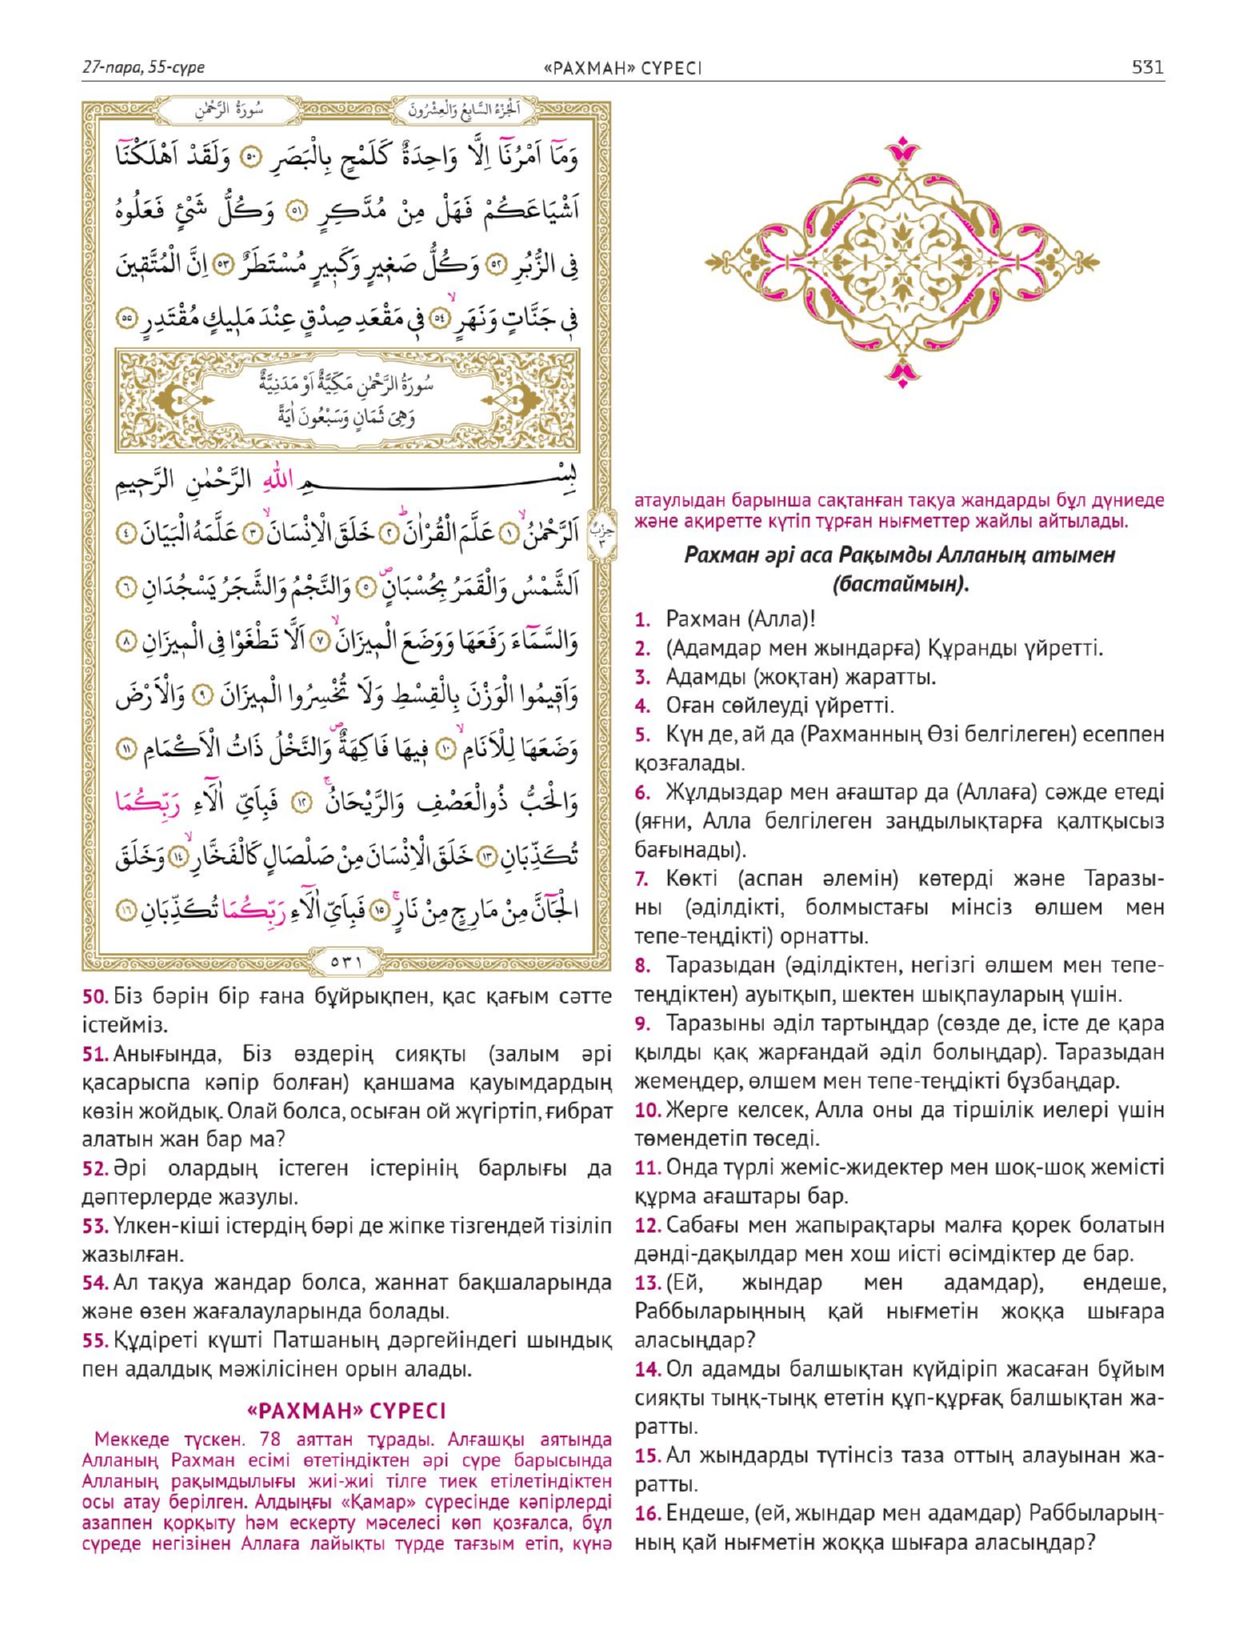 27-пара, 55-сүре
«РАХМАН» СҮРЕСІ
531
اَلْجُزْءُ السَّابِعُ وَالْعِشْرُونَ
سُورَةُ الرَّحْمٰنِ
وَمَٓا اَمْرُنَٓا اِلَّا وَاحِدَةٌ كَلَمْحٍ بِالْبَصَرِ ﴿٥٠﴾ وَلَقَدْ اَهْلَكْنَٓا
اَشْيَاعَكُمْ فَهَلْ مِنْ مُدَّكِرٍ ﴿٥١﴾ وَكُلُّ شَيْءٍ فَعَلُوهُ
فِي الزُّبُرِ ﴿٥٢﴾ وَكُلُّ صَغ۪يرٍ وَكَب۪يرٍ مُسْتَطَرٌ ﴿٥٣﴾ اِنَّ الْمُتَّق۪ينَ
ف۪ي جَنَّاتٍ وَنَهَرٍۙ ﴿٥٤﴾ ف۪ي مَقْعَدِ صِدْقٍ عِنْدَ مَل۪يكٍ مُقْتَدِرٍ ﴿٥٥﴾
سُورَةُ الرَّحْمٰنِ مَكِّيَّةٌ اَوْ مَدَنِيَّةٌ
وَهِيَ ثَمَانٍ وَسَبْعُونَ اٰيَةً
بِسْمِ اللّٰهِ الرَّحْمٰنِ الرَّح۪يمِ
اَلرَّحْمٰنُۙ ﴿١﴾ عَلَّمَ الْقُرْاٰنَۜ ﴿٢﴾ خَلَقَ الْاِنْسَانَۙ ﴿٣﴾ عَلَّمَهُ الْبَيَانَ ﴿٤﴾
حِزْبٌ
٣
اَلشَّمْسُ وَالْقَمَرُ بِحُسْبَانٍۖ ﴿٥﴾ وَالنَّجْمُ وَالشَّجَرُ يَسْجُدَانِ ﴿٦﴾
وَالسَّمَٓاءَ رَفَعَهَا وَوَضَعَ الْم۪يزَانَۙ ﴿٧﴾ اَلَّا تَطْغَوْا فِي الْم۪يزَانِ ﴿٨﴾
وَاَق۪يمُوا الْوَزْنَ بِالْقِسْطِ وَلَا تُخْسِرُوا الْم۪يزَانَ ﴿٩﴾ وَالْاَرْضَ
وَضَعَهَا لِلْاَنَامِۙ ﴿١٠﴾ ف۪يهَا فَاكِهَةٌۖ وَالنَّخْلُ ذَاتُ الْاَكْمَامِ ﴿١١﴾
وَالْحَبُّ ذُوالْعَصْفِ وَالرَّيْحَانُۚ ﴿١٢﴾ فَبِاَيِّ اٰلَٓاءِ رَبِّكُمَا
تُكَذِّبَانِ ﴿١٣﴾ خَلَقَ الْاِنْسَانَ مِنْ صَلْصَالٍ كَالْفَخَّارِۙ ﴿١٤﴾ وَخَلَقَ
الْجَٓانَّ مِنْ مَارِجٍ مِنْ نَارٍۚ ﴿١٥﴾ فَبِاَيِّ اٰلَٓاءِ رَبِّكُمَا تُكَذِّبَانِ ﴿١٦﴾
٥٣١
50. Біз бәрін бір ғана бұйрықпен, қас қағым сәтте
істейміз.
51. Анығында, Біз өздерің сияқты (залым әрі
қасарыспа кәпір болған) қаншама қауымдардың
көзін жойдық. Олай болса, осыған ой жүгіртіп, ғибрат
алатын жан бар ма?
52. Әрі олардың істеген істерінің барлығы да
дәптерлерде жазулы.
53. Үлкен-кіші істердің бәрі де жіпке тізгендей тізіліп
жазылған.
54. Ал тақуа жандар болса, жаннат бақшаларында
және өзен жағалауларында болады.
55. Құдіреті күшті Патшаның дәргейіндегі шындық
пен адалдық мәжілісінен орын алады.
«РАХМАН» СҮРЕСІ
Меккеде түскен. 78 аяттан тұрады. Алғашқы аятында
Алланың Рахман есімі өтетіндіктен әрі сүре барысында
Алланың рақымдылығы жиі-жиі тілге тиек етілетіндіктен
осы атау берілген. Алдыңғы «Қамар» сүресінде кәпірлерді
азаппен қорқыту һәм ескерту мәселесі көп қозғалса, бұл
сүреде негізінен Аллаға лайықты түрде тағзым етіп, күнә
атаулыдан барынша сақтанған тақуа жандарды бұл дүниеде
және ақиретте күтіп тұрған нығметтер жайлы айтылады.
Рахман әрі аса Рақымды Алланың атымен
(бастаймын).
1. Рахман (Алла)!
2. (Адамдар мен жындарға) Құранды үйретті.
3. Адамды (жоқтан) жаратты.
4. Оған сөйлеуді үйретті.
5. Күн де, ай да (Рахманның Өзі белгілеген) есеппен
қозғалады.
6. Жұлдыздар мен ағаштар да (Аллаға) сәжде етеді
(яғни, Алла белгілеген заңдылықтарға қалтқысыз
бағынады).
7. Көкті (аспан әлемін) көтерді және Таразы-
ны (әділдікті, болмыстағы мінсіз өлшем мен
тепе-теңдікті) орнатты.
8. Таразыдан (әділдіктен, негізгі өлшем мен тепе-
теңдіктен) ауытқып, шектен шықпауларың үшін.
9. Таразыны әділ тартыңдар (сөзде де, істе де қара
қылды қақ жарғандай әділ болыңдар). Таразыдан
жемеңдер, өлшем мен тепе-теңдікті бұзбаңдар.
10. Жерге келсек, Алла оны да тіршілік иелері үшін
төмендетіп төседі.
11. Онда түрлі жеміс-жидектер мен шоқ-шоқ жемісті
құрма ағаштары бар.
12. Сабағы мен жапырақтары малға қорек болатын
дәнді-дақылдар мен хош иісті өсімдіктер де бар.
13. (Ей, жындар мен адамдар), ендеше,
Раббыларыңның қай нығметін жоққа шығара
аласыңдар?
14. Ол адамды балшықтан күйдіріп жасаған бұйым
сияқты тыңқ-тыңқ ететін құп-құрғақ балшықтан жа-
ратты.
15. Ал жындарды түтінсіз таза оттың алауынан жа-
ратты.
16. Ендеше, (ей, жындар мен адамдар) Раббыларың-
ның қай нығметін жоққа шығара аласыңдар?